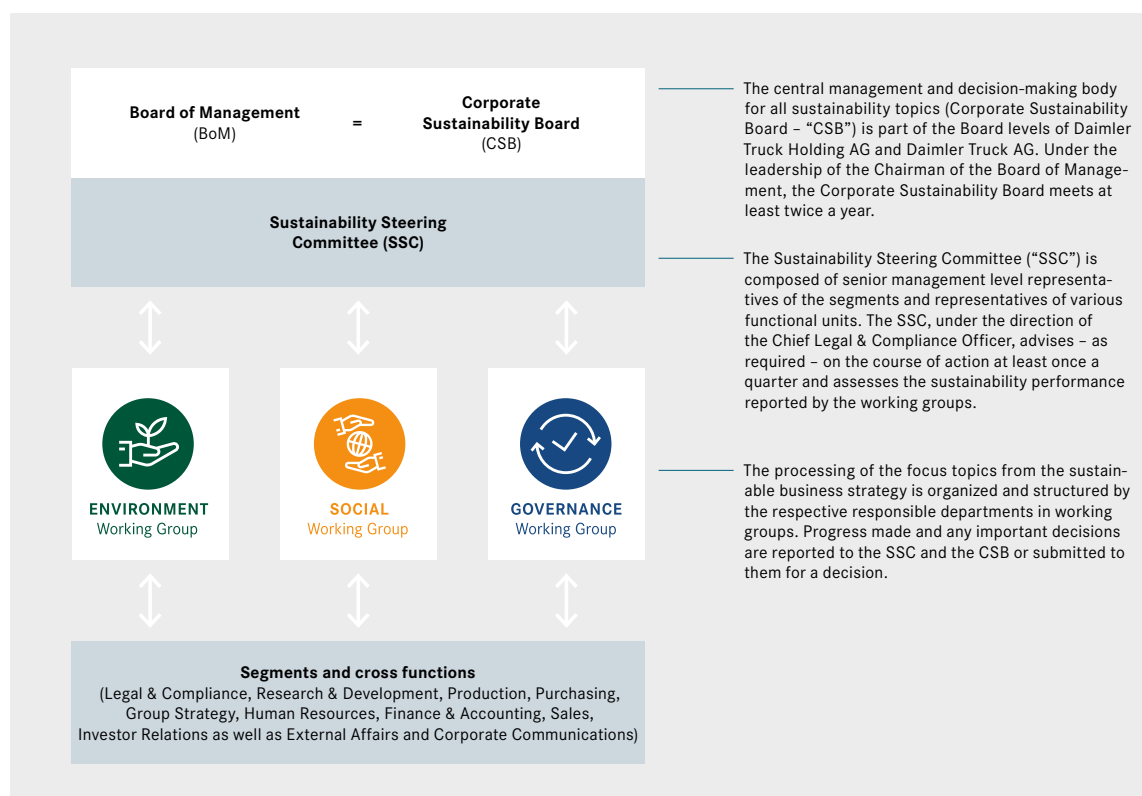 Board of Management
(BoM)
=
Corporate
Sustainability Board
(CSB)
Sustainability Steering
Committee (SSC)
ENVIRONMENT
Working Group
SOCIAL
Working Group
GOVERNANCE
Working Group
Segments and cross functions
(Legal & Compliance, Research & Development, Production, Purchasing,
Group Strategy, Human Resources, Finance & Accounting, Sales,
Investor Relations as well as External Affairs and Corporate Communications)
The central management and decision-making body
for all sustainability topics (Corporate Sustainability
Board – “CSB”) is part of the Board levels of Daimler
Truck Holding AG and Daimler Truck AG. Under the
leadership of the Chairman of the Board of Manage-
ment, the Corporate Sustainability Board meets at
least twice a year.
The Sustainability Steering Committee (“SSC”) is
composed of senior management level representa-
tives of the segments and representatives of various
functional units. The SSC, under the direction of
the Chief Legal & Compliance Officer, advises – as
required – on the course of action at least once a
quarter and assesses the sustainability performance
reported by the working groups.
The processing of the focus topics from the sustain-
able business strategy is organized and structured by
the respective responsible departments in working
groups. Progress made and any important decisions
are reported to the SSC and the CSB or submitted to
them for a decision.